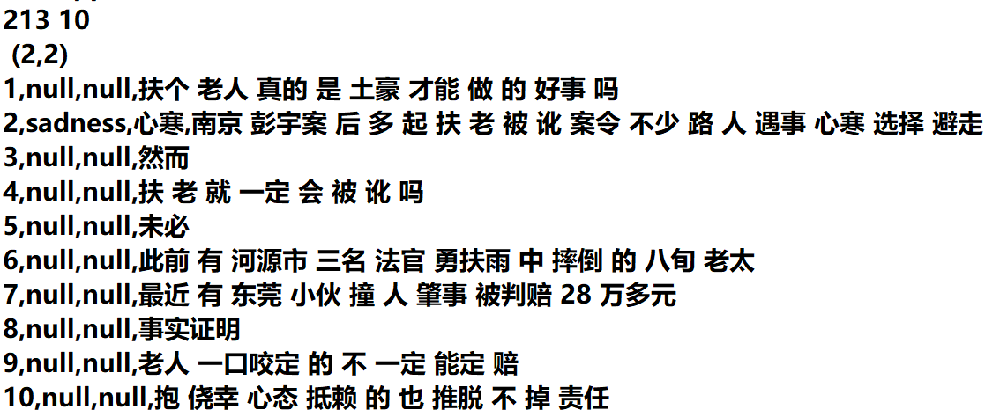 213 10
(2,2)
1,null,null,扶个 老人 真的 是 土豪 才能 做 的 好事 吗
2,sadness,心寒,南京 彭宇案 后 多 起 扶 老 被 讹 案令 不少 路 人 遇事 心寒 选择 避走
3,null,null,然而
4,null,null,扶 老 就 一定 会 被 讹 吗
5,null,null,未必
6,null,null,此前 有 河源市 三名 法官 勇扶雨 中 摔倒 的 八旬 老太
7,null,null,最近 有 东莞 小伙 撞 人 肇事 被判赔 28 万多元
8,null,null,事实证明
9,null,null,老人 一口咬定 的 不 一定 能定 赔
10,null,null,抱 侥幸 心态 抵赖 的 也 推脱 不 掉 责任